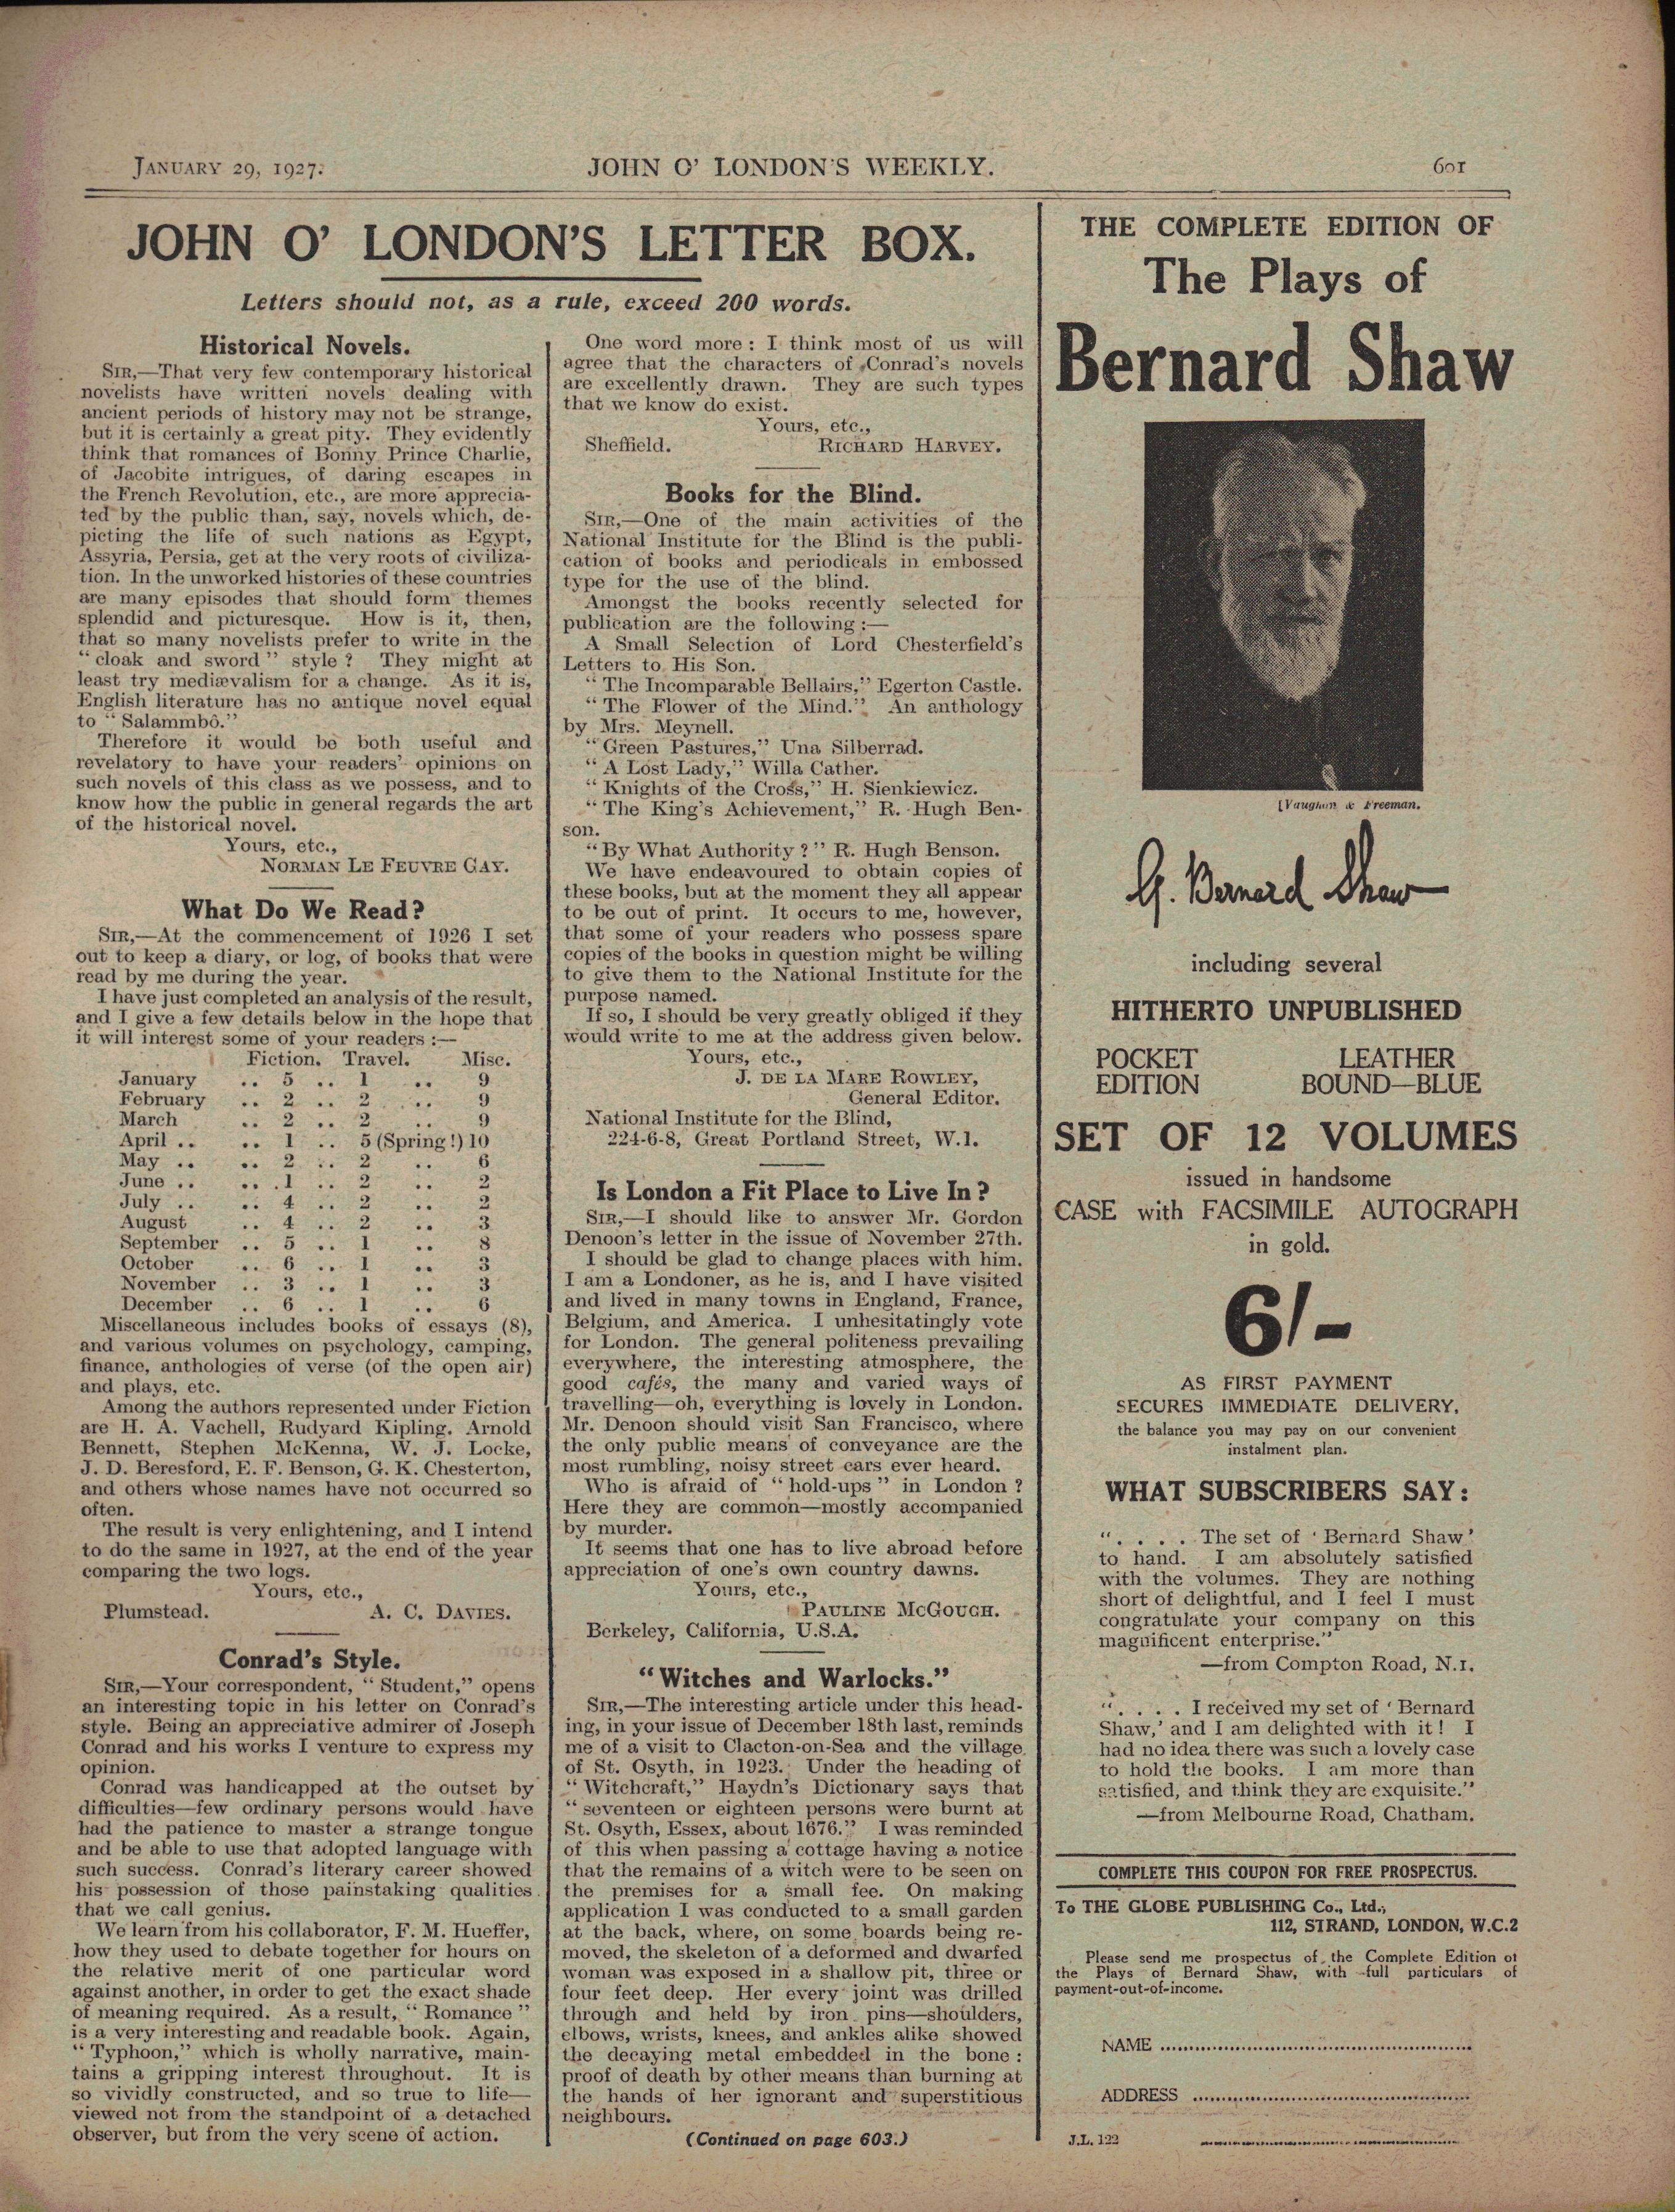 JANUARY 29, 1927.
JOHN O' LONDON'S WEEKLY.
601
JOHN O' LONDON'S LETTER BOX.
Letters should not, as a rule, exceed 200 words.
Historical Novels.
SIR,—That very few contemporary historical
novelists have written novels dealing with
ancient periods of history may not be strange,
but it is certainly a great pity. They evidently
think that romances of Bonny Prince Charlie,
of Jacobite intrigues, of daring escapes in
the French Revolution, etc., are more apprecia-
ted by the public than, say, novels which, de-
picting the life of such nations as Egypt,
Assyria, Persia, get at the very roots of civiliza-
tion. In the unworked histories of these countries
are many episodes that should form themes
splendid and picturesque. How is it, then,
that so many novelists prefer to write in the
“cloak and sword” style? They might at
least try mediævalism for a change. As it is,
English literature has no antique novel equal
to “Salammbô.”
Therefore it would be both useful and
revelatory to have your readers' opinions on
such novels of this class as we possess, and to
know how the public in general regards the art
of the historical novel.
Yours, etc.,
NORMAN LE FEUVRE GAY.
What Do We Read?
SIR,—At the commencement of 1926 I set
out to keep a diary, or log, of books that were
read by me during the year.
I have just completed an analysis of the result,
and I give a few details below in the hope that
it will interest some of your readers :—
Fiction. Travel. Misc.
January .. 5 .. 1 .. 9
February .. 2 .. 2 .. 9
March .. 2 .. 2 .. 9
April .. .. 1 .. 5 (Spring!) 10
May .. .. 2 .. 2 .. 6
June .. .. 1 .. 2 .. 2
July .. .. 4 .. 2 .. 2
August .. 4 .. 2 .. 3
September .. 5 .. 1 .. 8
October .. 6 .. 1 .. 3
November .. 3 .. 1 .. 3
December .. 6 .. 1 .. 6
Miscellaneous includes books of essays (8),
and various volumes on psychology, camping,
finance, anthologies of verse (of the open air)
and plays, etc.
Among the authors represented under Fiction
are H. A. Vachell, Rudyard Kipling. Arnold
Bennett, Stephen McKenna, W. J. Locke,
J. D. Beresford, E. F. Benson, G. K. Chesterton,
and others whose names have not occurred so
often.
The result is very enlightening, and I intend
to do the same in 1927, at the end of the year
comparing the two logs.
Yours, etc.,
Plumstead. A. C. DAVIES.
Conrad's Style.
SIR,—Your correspondent, “Student,” opens
an interesting topic in his letter on Conrad's
style. Being an appreciative admirer of Joseph
Conrad and his works I venture to express my
opinion.
Conrad was handicapped at the outset by
difficulties—few ordinary persons would have
had the patience to master a strange tongue
and be able to use that adopted language with
such success. Conrad's literary career showed
his possession of those painstaking qualities
that we call genius.
We learn from his collaborator, F. M. Hueffer,
how they used to debate together for hours on
the relative merit of one particular word
against another, in order to get the exact shade
of meaning required. As a result, “Romance”
is a very interesting and readable book. Again,
“Typhoon,” which is wholly narrative, main-
tains a gripping interest throughout. It is
so vividly constructed, and so true to life—
viewed not from the standpoint of a detached
observer, but from the very scene of action.
One word more : I think most of us will
agree that the characters of Conrad's novels
are excellently drawn. They are such types
that we know do exist.
Yours, etc.,
Sheffield. RICHARD HARVEY.
Books for the Blind.
SIR,—One of the main activities of the
National Institute for the Blind is the publi-
cation of books and periodicals in embossed
type for the use of the blind.
Amongst the books recently selected for
publication are the following :—
A Small Selection of Lord Chesterfield's
Letters to His Son.
“The Incomparable Bellairs,” Egerton Castle.
“The Flower of the Mind.” An anthology
by Mrs. Meynell.
“Green Pastures,” Una Silberrad.
“A Lost Lady,” Willa Cather.
“Knights of the Cross,” H. Sienkiewicz.
“The King's Achievement,” R. Hugh Ben-
son.
“By What Authority?” R. Hugh Benson.
We have endeavoured to obtain copies of
these books, but at the moment they all appear
to be out of print. It occurs to me, however,
that some of your readers who possess spare
copies of the books in question might be willing
to give them to the National Institute for the
purpose named.
If so, I should be very greatly obliged if they
would write to me at the address given below.
Yours, etc.,
J. DE LA MARE ROWLEY,
General Editor.
National Institute for the Blind,
224-6-8, Great Portland Street, W.1.
Is London a Fit Place to Live In?
SIR,—I should like to answer Mr. Gordon
Denoon's letter in the issue of November 27th.
I should be glad to change places with him.
I am a Londoner, as he is, and I have visited
and lived in many towns in England, France,
Belgium, and America. I unhesitatingly vote
for London. The general politeness prevailing
everywhere, the interesting atmosphere, the
good cafés, the many and varied ways of
travelling—oh, everything is lovely in London.
Mr. Denoon should visit San Francisco, where
the only public means of conveyance are the
most rumbling, noisy street cars ever heard.
Who is afraid of “hold-ups” in London?
Here they are common—mostly accompanied
by murder.
It seems that one has to live abroad before
appreciation of one's own country dawns.
Yours, etc.,
PAULINE MCGOUGH.
Berkeley, California, U.S.A.
“Witches and Warlocks.”
SIR,—The interesting article under this head-
ing, in your issue of December 18th last, reminds
me of a visit to Clacton-on-Sea and the village
of St. Osyth, in 1923. Under the heading of
“Witchcraft,” Haydn's Dictionary says that
“seventeen or eighteen persons were burnt at
St. Osyth, Essex, about 1676.” I was reminded
of this when passing a cottage having a notice
that the remains of a witch were to be seen on
the premises for a small fee. On making
application I was conducted to a small garden
at the back, where, on some boards being re-
moved, the skeleton of a deformed and dwarfed
woman was exposed in a shallow pit, three or
four feet deep. Her every joint was drilled
through and held by iron pins—shoulders,
elbows, wrists, knees, and ankles alike showed
the decaying metal embedded in the bone :
proof of death by other means than burning at
the hands of her ignorant and superstitious
neighbours.
(Continued on page 603.)
THE COMPLETE EDITION OF
The Plays of
Bernard Shaw
[Vaughan & Freeman.
G. Bernard Shaw
including several
HITHERTO UNPUBLISHED
POCKET LEATHER
EDITION BOUND—BLUE
SET OF 12 VOLUMES
issued in handsome
CASE with FACSIMILE AUTOGRAPH
in gold.
6/-
AS FIRST PAYMENT
SECURES IMMEDIATE DELIVERY,
the balance you may pay on our convenient
instalment plan.
WHAT SUBSCRIBERS SAY:
“. . . . . The set of ‘Bernard Shaw’
to hand. I am absolutely satisfied
with the volumes. They are nothing
short of delightful, and I feel I must
congratulate your company on this
magnificent enterprise.”
—from Compton Road, N.1.
“. . . . I received my set of ‘Bernard
Shaw,’ and I am delighted with it! I
had no idea there was such a lovely case
to hold the books. I am more than
satisfied, and think they are exquisite.”
—from Melbourne Road, Chatham.
COMPLETE THIS COUPON FOR FREE PROSPECTUS.
To THE GLOBE PUBLISHING Co., Ltd.,
112, STRAND, LONDON, W.C.2
Please send me prospectus of the Complete Edition of
the Plays of Bernard Shaw, with full particulars of
payment-out-of-income.
NAME ..........
ADDRESS ..........
J.L. 122